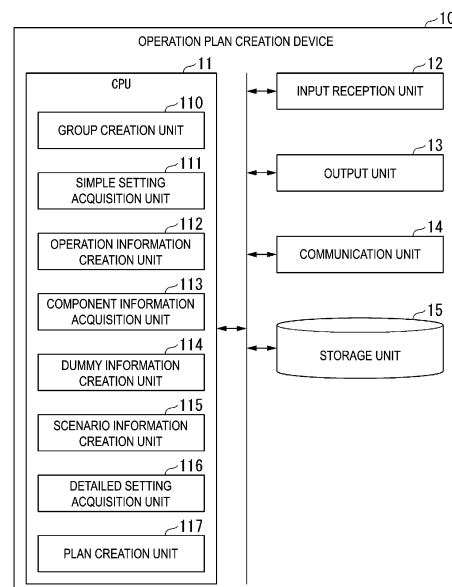 10
OPERATION PLAN CREATION DEVICE
11
CPU
110
GROUP CREATION UNIT
111
SIMPLE SETTING
ACQUISITION UNIT
112
OPERATION INFORMATION
CREATION UNIT
113
COMPONENT INFORMATION
ACQUISITION UNIT
114
DUMMY INFORMATION
CREATION UNIT
115
SCENARIO INFORMATION
CREATION UNIT
116
DETAILED SETTING
ACQUISITION UNIT
117
PLAN CREATION UNIT
12
INPUT RECEPTION UNIT
13
OUTPUT UNIT
14
COMMUNICATION UNIT
15
STORAGE UNIT